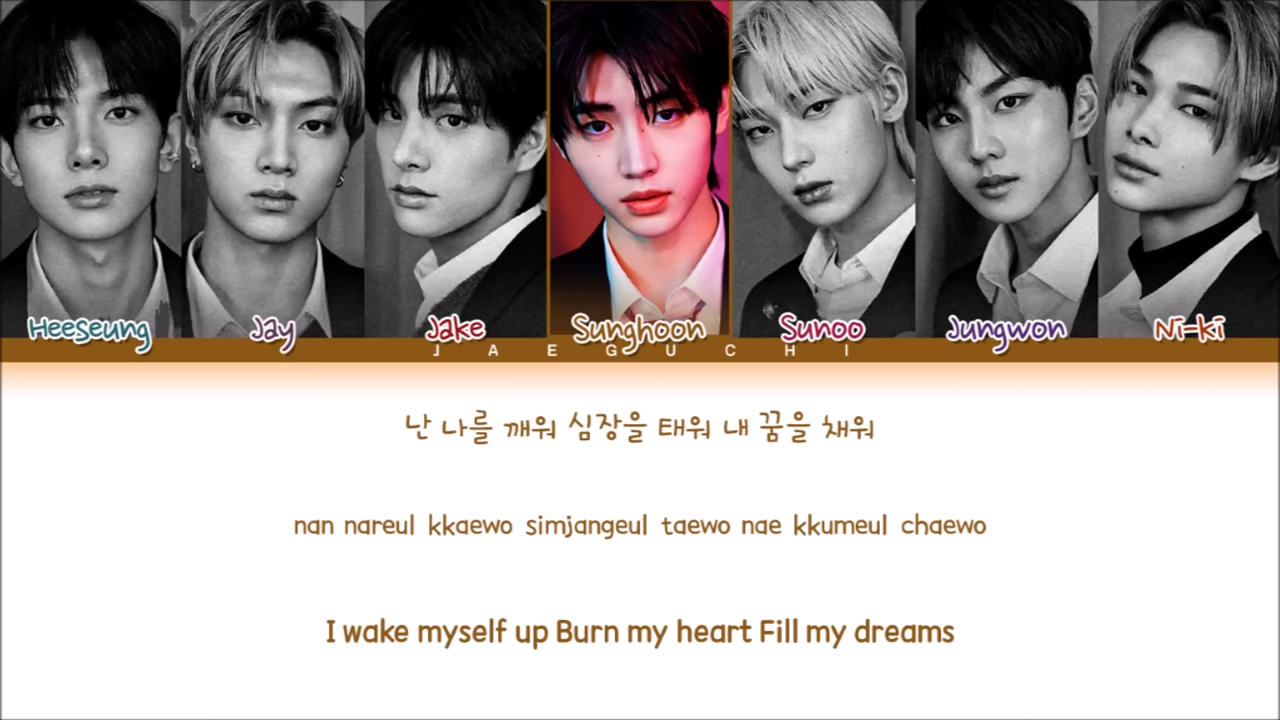 Heeseung
Jay
Jake
Sunghoon
Sunoo
Jungwon
Ni-ki
JAEGUCHI
난 나를 깨워 심장을 태워 내 꿈을 채워
nan nareul kkaewo simjangeul taewo nae kkumeul chaewo
I wake myself up Burn my heart Fill my dreams